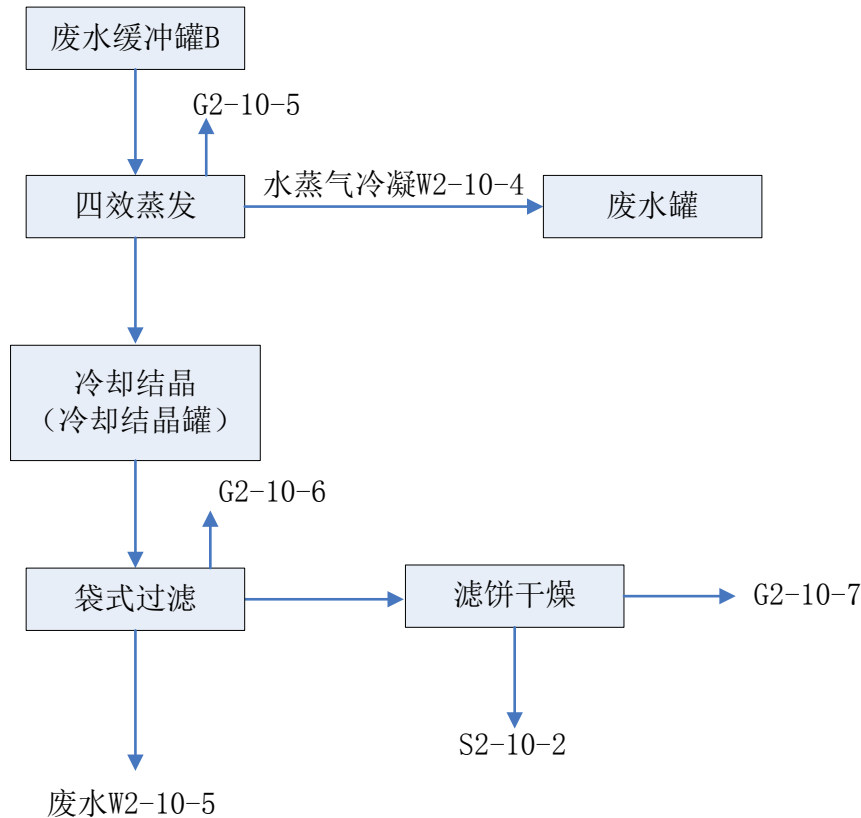 废水缓冲罐B
G2-10-5
水蒸气冷凝W2-10-4
四效蒸发
废水罐
冷却结晶
（冷却结晶罐）
G2-10-6
袋式过滤
滤饼干燥
G2-10-7
S2-10-2
废水W2-10-5